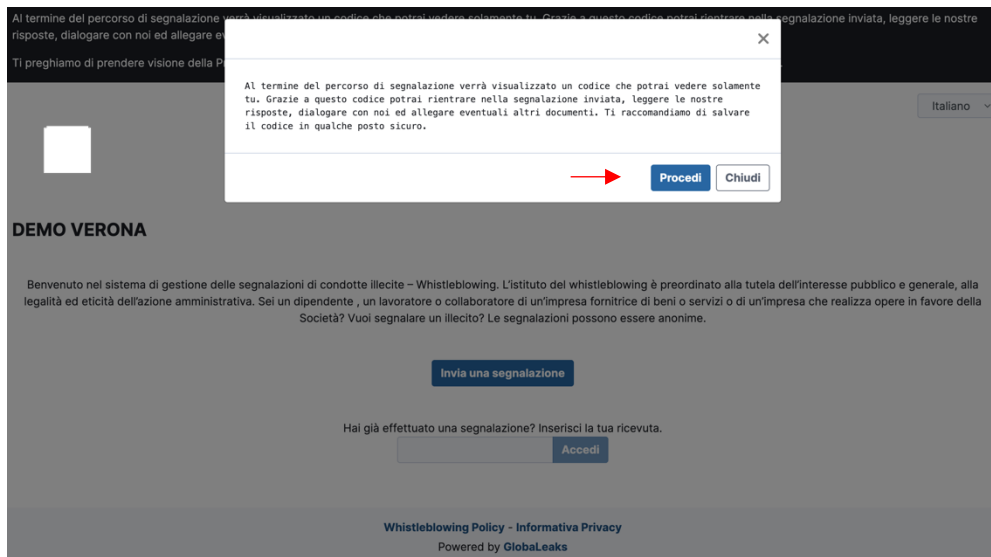 Al termine del percorso di segnalazione verrà visualizzato un codice che potrai vedere solamente tu. Grazie a questo codice potrai rientrare nella segnalazione inviata, leggere le nostre
risposte, dialogare con noi ed allegare
Ti preghiamo di prendere visione della
×
Al termine del percorso di segnalazione verrà visualizzato un codice che potrai vedere solamente
tu. Grazie a questo codice potrai rientrare nella segnalazione inviata, leggere le nostre
risposte, dialogare con noi ed allegare eventuali altri documenti. Ti raccomandiamo di salvare
il codice in qualche posto sicuro.
Procedi
Chiudi
Italiano
DEMO VERONA
Benvenuto nel sistema di gestione delle segnalazioni di condotte illecite – Whistleblowing. L'istituto del whistleblowing è preordinato alla tutela dell'interesse pubblico e generale, alla
legalità ed eticità dell'azione amministrativa. Sei un dipendente , un lavoratore o collaboratore di un'impresa fornitrice di beni o servizi o di un'impresa che realizza opere in favore della
Società? Vuoi segnalare un illecito? Le segnalazioni possono essere anonime.
Invia una segnalazione
Hai già effettuato una segnalazione? Inserisci la tua ricevuta.
Accedi
Whistleblowing Policy - Informativa Privacy
Powered by GlobaLeaks